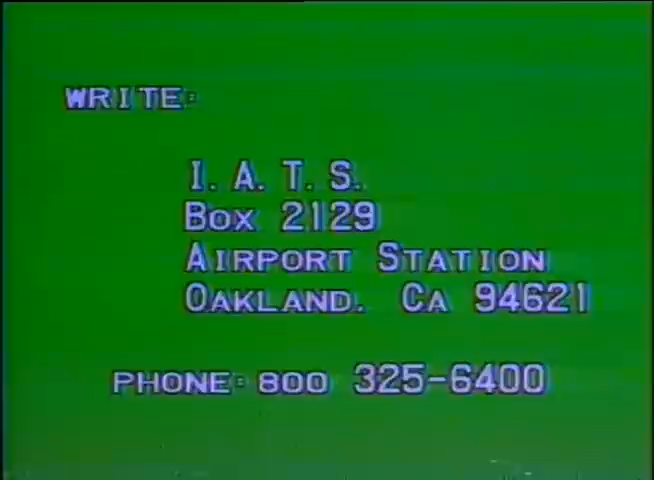 WRITE:
I. A. T. S.
BOX 2129
AIRPORT STATION
OAKLAND. CA 94621
PHONE: 800 325-6400